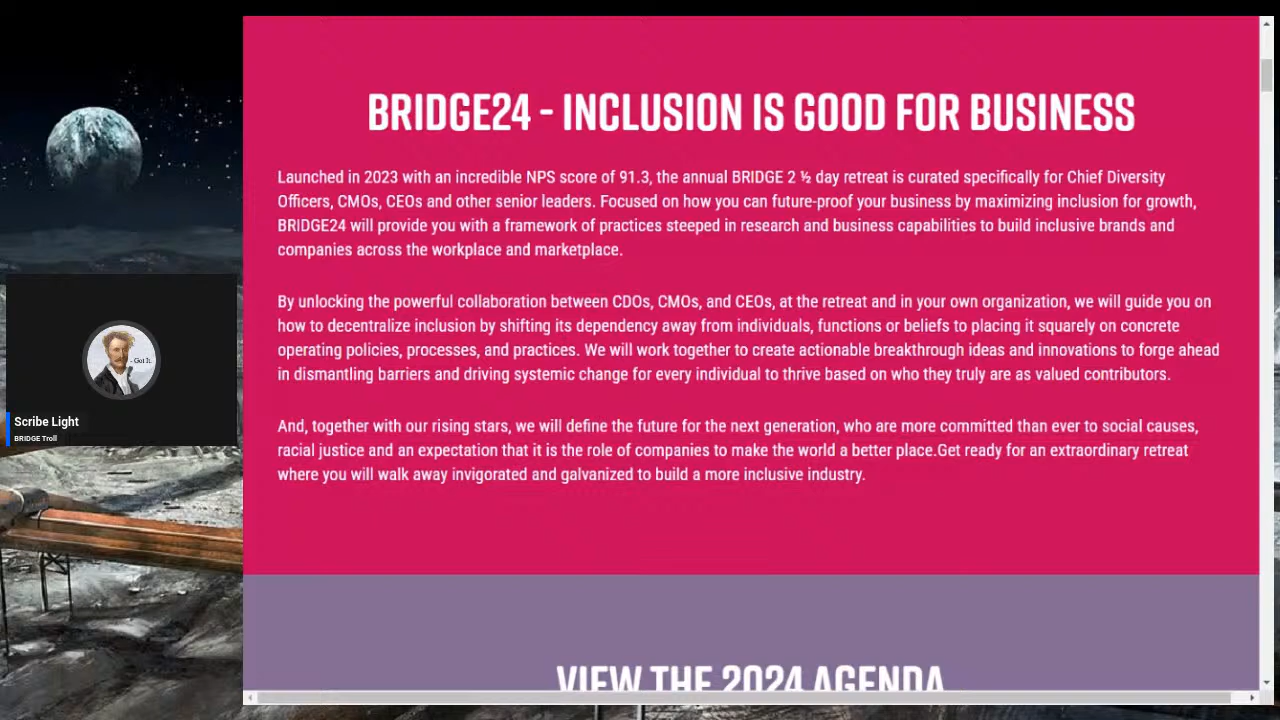 BRIDGE24 - INCLUSION IS GOOD FOR BUSINESS
Launched in 2023 with an incredible NPS score of 91.3, the annual BRIDGE 2 ½ day retreat is curated specifically for Chief Diversity
Officers, CMOs, CEOs and other senior leaders. Focused on how you can future-proof your business by maximizing inclusion for growth,
BRIDGE24 will provide you with a framework of practices steeped in research and business capabilities to build inclusive brands and
companies across the workplace and marketplace.
By unlocking the powerful collaboration between CDOs, CMOs, and CEOs, at the retreat and in your own organization, we will guide you on
how to decentralize inclusion by shifting its dependency away from individuals, functions or beliefs to placing it squarely on concrete
operating policies, processes, and practices. We will work together to create actionable breakthrough ideas and innovations to forge ahead
in dismantling barriers and driving systemic change for every individual to thrive based on who they truly are as valued contributors.
And, together with our rising stars, we will define the future for the next generation, who are more committed than ever to social causes,
racial justice and an expectation that it is the role of companies to make the world a better place.Get ready for an extraordinary retreat
where you will walk away invigorated and galvanized to build a more inclusive industry.
VIEW THE 2024 AGENDA
- Got It.
Scribe Light
BRIDGE Troll